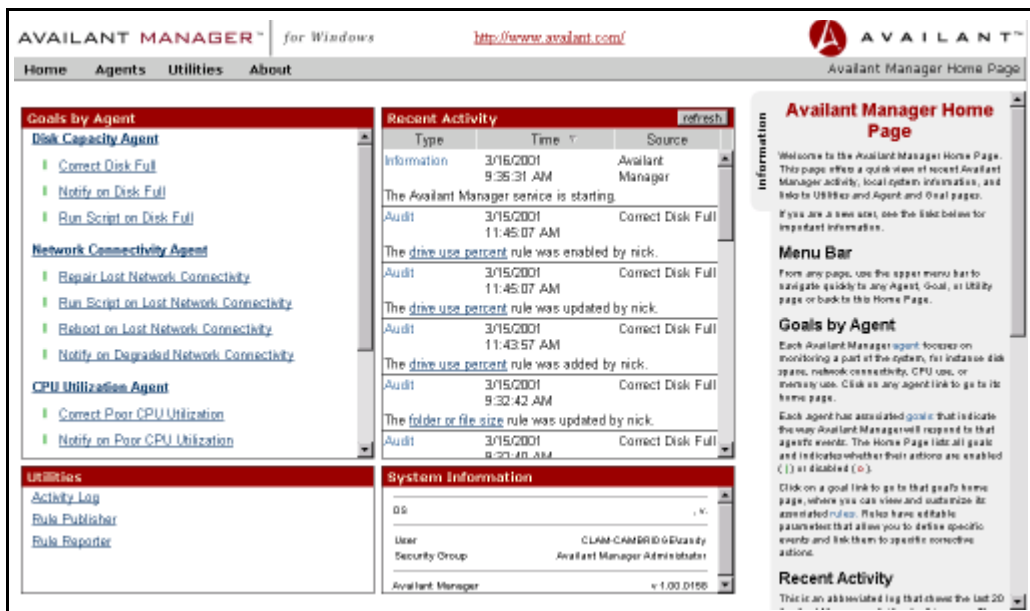 AVAILANT MANAGER™ for Windows http://www.availant.com/ AVAILANT™
Home Agents Utilities About Availant Manager Home Page
Goals by Agent
Disk Capacity Agent
Correct Disk Full
Notify on Disk Full
Run Script on Disk Full
Network Connectivity Agent
Repair Lost Network Connectivity
Run Script on Lost Network Connectivity
Reboot on Lost Network Connectivity
Notify on Degraded Network Connectivity
CPU Utilization Agent
Correct Poor CPU Utilization
Notify on Poor CPU Utilization
Recent Activity refresh
Type Time Source
Information 3/16/2001 Availant
9:35:31 AM Manager
The Availant Manager service is starting.
Audit 3/15/2001 Correct Disk Full
11:45:07 AM
The drive use percent rule was enabled by nick.
Audit 3/15/2001 Correct Disk Full
11:45:07 AM
The drive use percent rule was updated by nick.
Audit 3/15/2001 Correct Disk Full
11:43:57 AM
The drive use percent rule was added by nick.
Audit 3/15/2001 Correct Disk Full
9:32:42 AM
The folder or file size rule was updated by nick.
Audit 3/15/2001 Correct Disk Full
Utilities
Activity Log
Rule Publisher
Rule Reporter
System Information
OS , v.
User CLAM-CAMBRIDGE\zandy
Security Group Availant Manager Administrator
Availant Manager v 1.00.0156
Information
Availant Manager Home
Page
Welcome to the Availant Manager Home Page.
This page offers a quick view of recent Availant
Manager activity, local system information, and
links to Utilities and Agent and Goal pages.
If you are a new user, see the links below for
important information.
Menu Bar
From any page, use the upper menu bar to
navigate quickly to any Agent, Goal, or Utility
page or back to this Home Page.
Goals by Agent
Each Availant Manager agent focuses on
monitoring a part of the system, for instance disk
space, network connectivity, CPU use, or
memory use. Click on any agent link to go to its
home page.
Each agent has associated goals that indicate
the way Availant Manager will respond to that
agent's events. The Home Page lists all goals
and indicates whether their actions are enabled
( | ) or disabled ( o ).
Click on a goal link to go to that goal's home
page, where you can view and customize its
associated rules. Rules have editable
parameters that allow you to define specific
events and link them to specific corrective
actions.
Recent Activity
This is an abbreviated log that shows the last 20